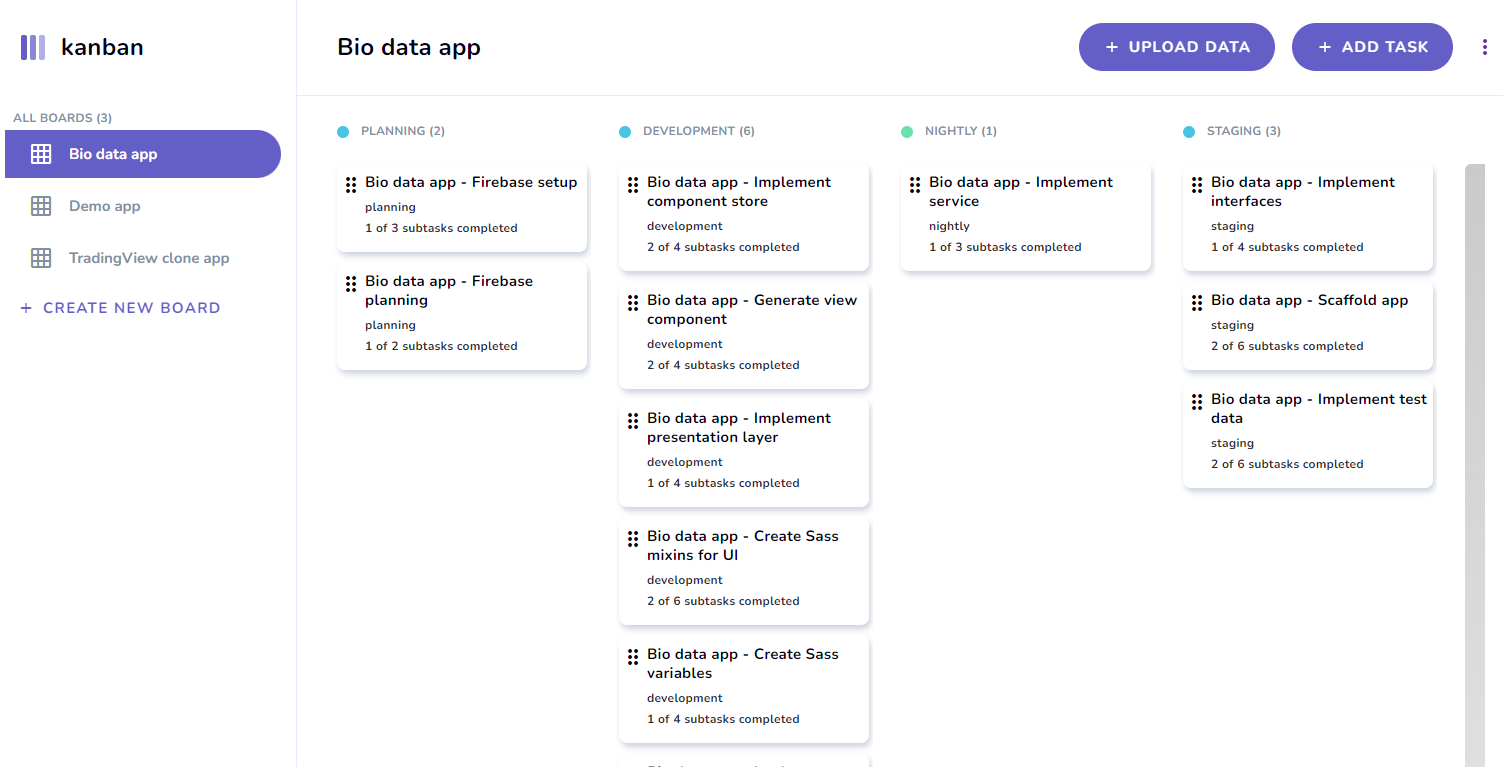 kanban
ALL BOARDS (3)
Bio data app
Demo app
TradingView clone app
+ CREATE NEW BOARD
Bio data app
+ UPLOAD DATA
+ ADD TASK
PLANNING (2)
Bio data app - Firebase setup
planning
1 of 3 subtasks completed
Bio data app - Firebase
planning
planning
1 of 2 subtasks completed
DEVELOPMENT (6)
Bio data app - Implement
component store
development
2 of 4 subtasks completed
Bio data app - Generate view
component
development
2 of 4 subtasks completed
Bio data app - Implement
presentation layer
development
1 of 4 subtasks completed
Bio data app - Create Sass
mixins for UI
development
2 of 6 subtasks completed
Bio data app - Create Sass
variables
development
1 of 4 subtasks completed
NIGHTLY (1)
Bio data app - Implement
service
nightly
1 of 3 subtasks completed
STAGING (3)
Bio data app - Implement
interfaces
staging
1 of 4 subtasks completed
Bio data app - Scaffold app
staging
2 of 6 subtasks completed
Bio data app - Implement test
data
staging
2 of 6 subtasks completed